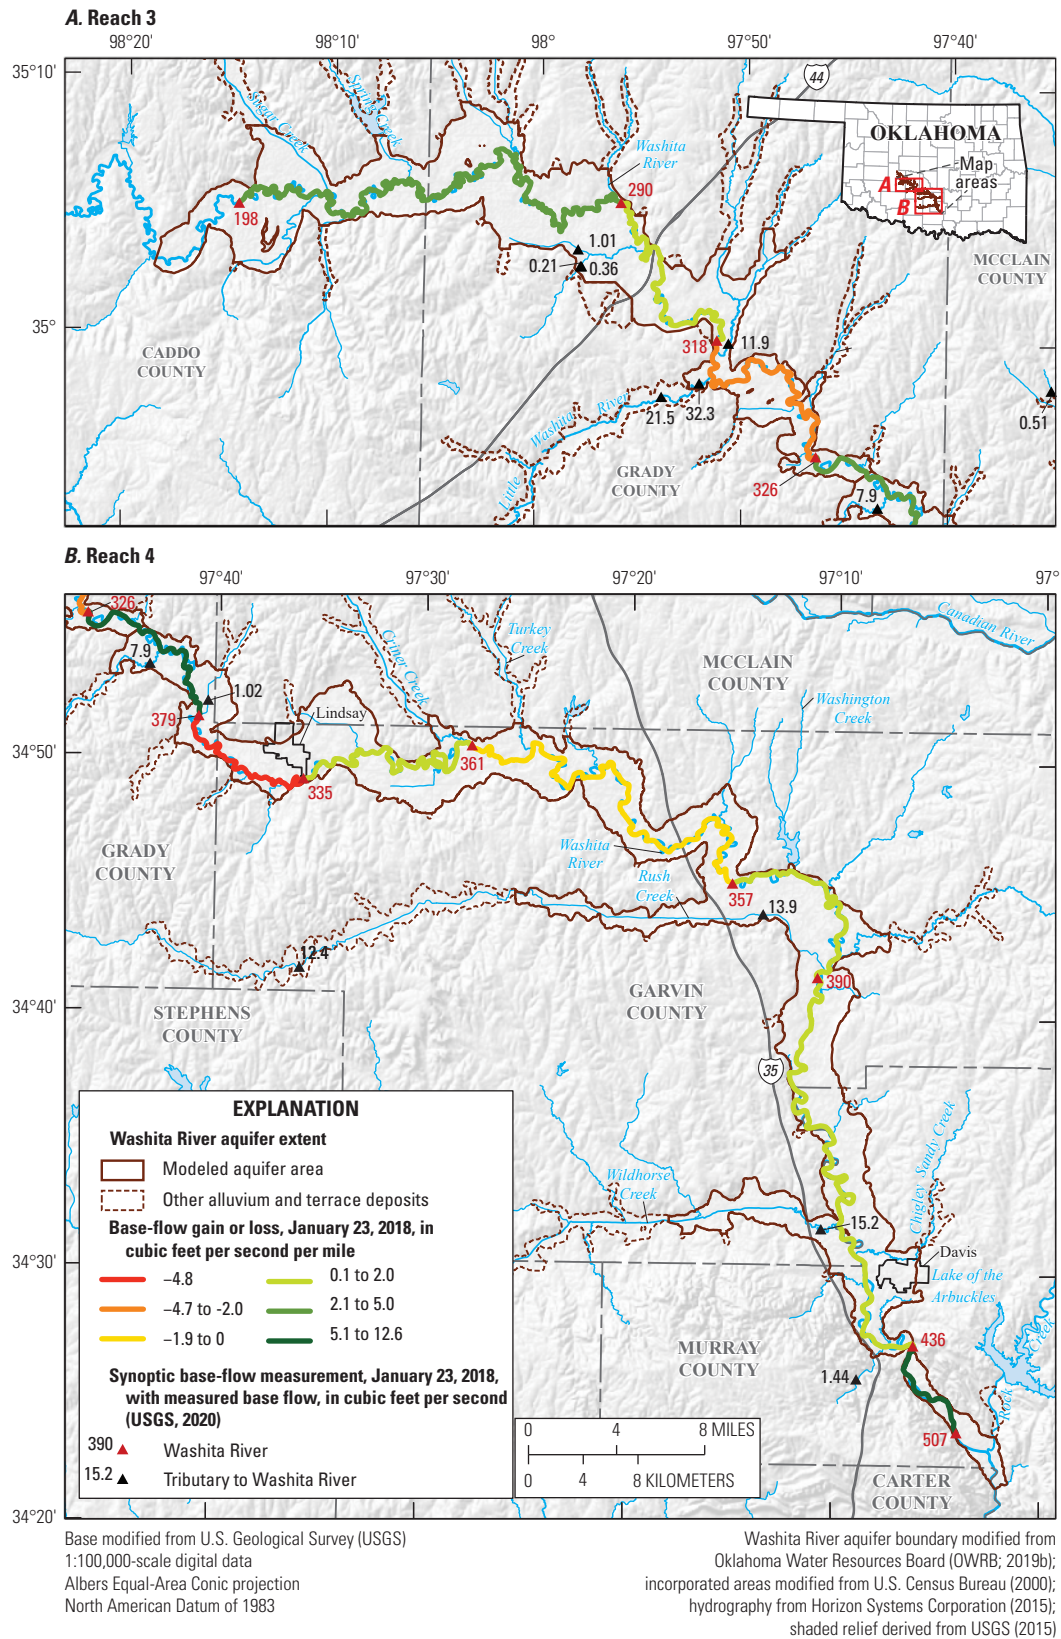 A. Reach 3
98°20' 98°10' 98° 97°50' 97°40'
35°10'
44
Sugar Creek
Spring Creek
Washita
River
OKLAHOMA
Map
areas
A
B
290
198
1.01
0.21
0.36
MCCLAIN
COUNTY
35°
CADDO
COUNTY
318
11.9
Little Washita River
21.5
32.3
0.51
GRADY
COUNTY
326
7.9
B. Reach 4
97°40' 97°30' 97°20' 97°10' 97°
326
Canadian River
7.9
Criner Creek
Turkey
Creek
MCCLAIN
COUNTY
1.02
Washington
Creek
379
Lindsay
34°50'
361
335
GRADY
COUNTY
Washita
River
Rush
Creek
357
13.9
12.4
390
STEPHENS
COUNTY
GARVIN
COUNTY
34°40'
35
Wildhorse
Creek
Chigley Sandy Creek
15.2
Davis
34°30'
Lake of the
Arbuckles
436
MURRAY
COUNTY
1.44
Rock Creek
507
CARTER
COUNTY
34°20'
EXPLANATION
Washita River aquifer extent
Modeled aquifer area
Other alluvium and terrace deposits
Base-flow gain or loss, January 23, 2018, in
cubic feet per second per mile
−4.8
−4.7 to -2.0
−1.9 to 0
0.1 to 2.0
2.1 to 5.0
5.1 to 12.6
Synoptic base-flow measurement, January 23, 2018,
with measured base flow, in cubic feet per second
(USGS, 2020)
390 Washita River
15.2 Tributary to Washita River
0 4 8 MILES
0 4 8 KILOMETERS
Base modified from U.S. Geological Survey (USGS)
1:100,000-scale digital data
Albers Equal-Area Conic projection
North American Datum of 1983
Washita River aquifer boundary modified from
Oklahoma Water Resources Board (OWRB; 2019b);
incorporated areas modified from U.S. Census Bureau (2000);
hydrography from Horizon Systems Corporation (2015);
shaded relief derived from USGS (2015)